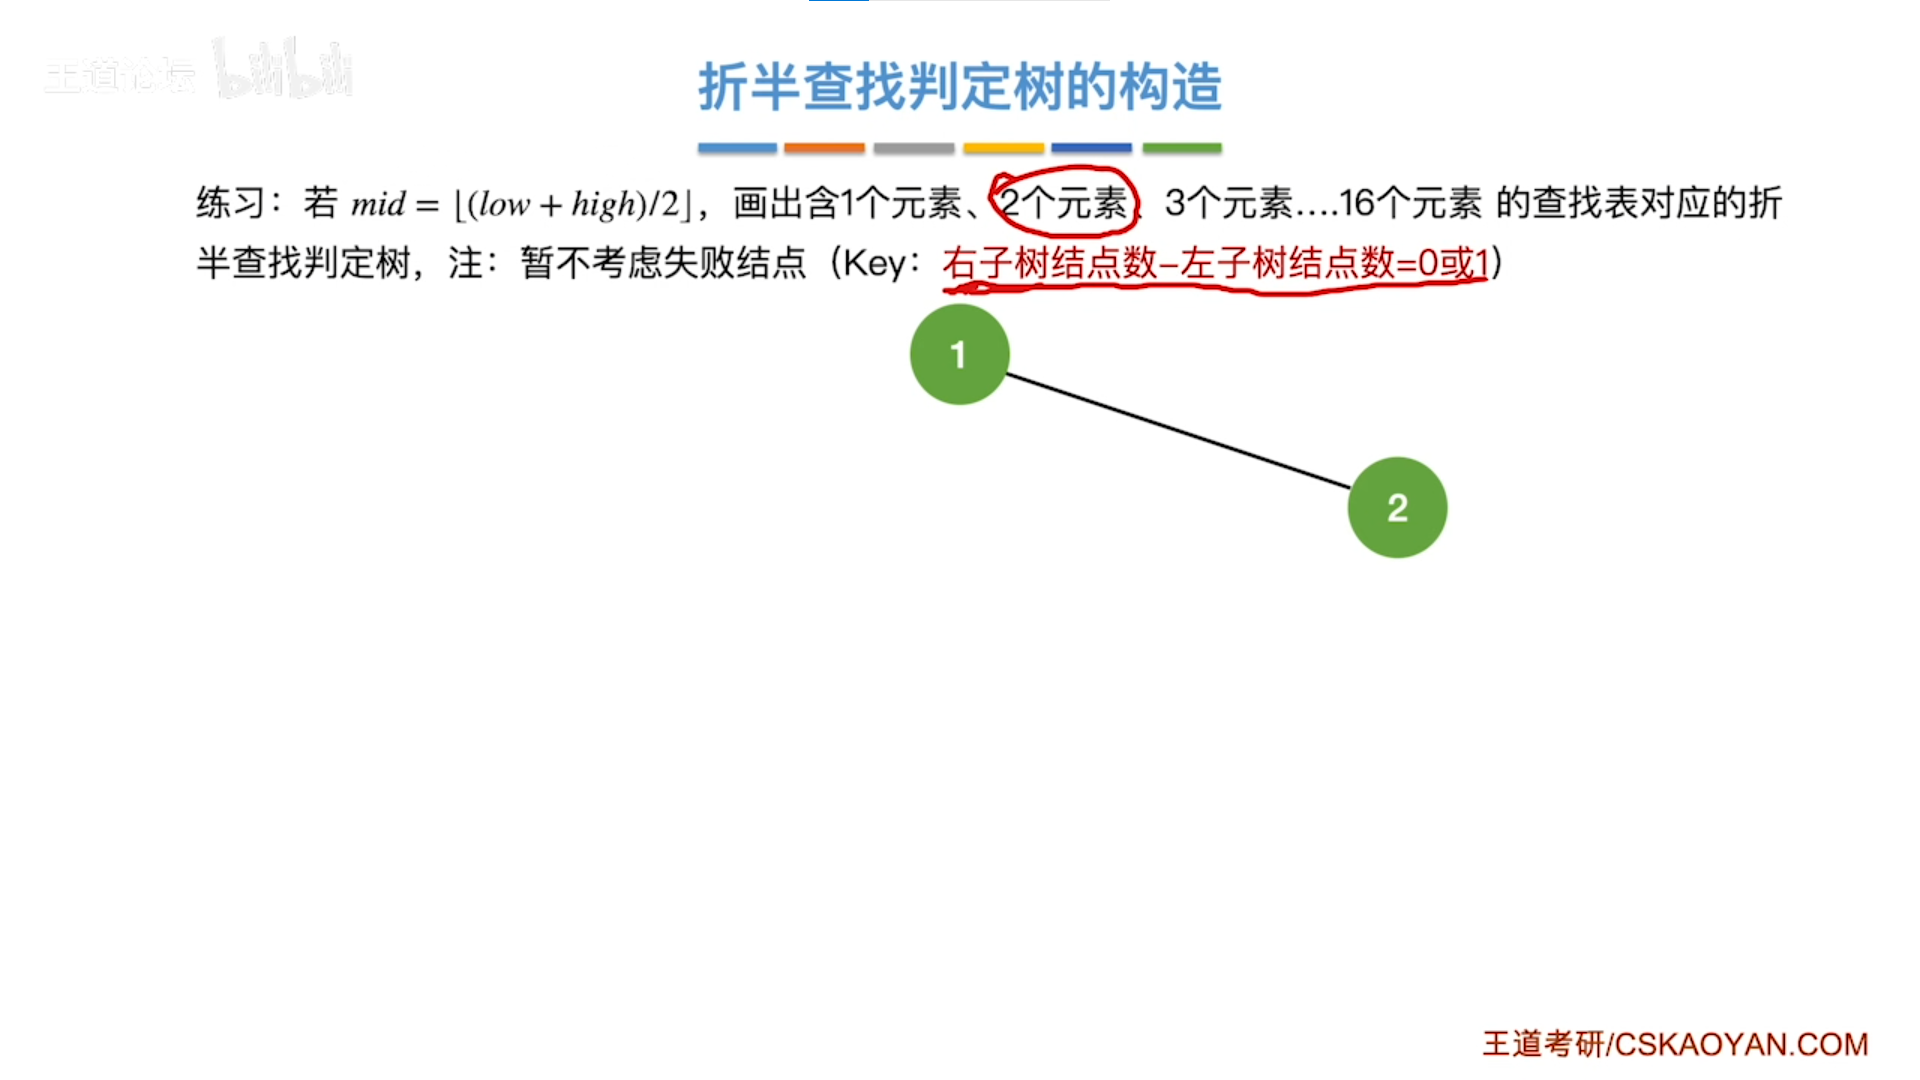 王道论坛 bilibili
折半查找判定树的构造
练习：若 mid = ⌊(low + high)/2⌋，画出含1个元素、2个元素、3个元素....16个元素 的查找表对应的折
半查找判定树，注：暂不考虑失败结点（Key：右子树结点数–左子树结点数=0或1）
1
2
王道考研/CSKAOYAN.COM